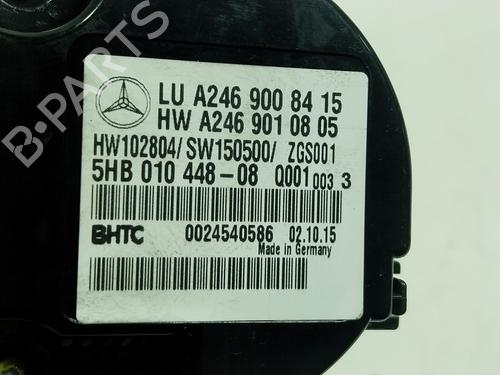 LU A246 900 84 15
HW A246 901 08 05
HW102804/ SW150500/ ZGS001
5HB 010 448-08 Q001 003 3
BHTC 0024540586 02.10.15
Made in Germany
B-PARTS